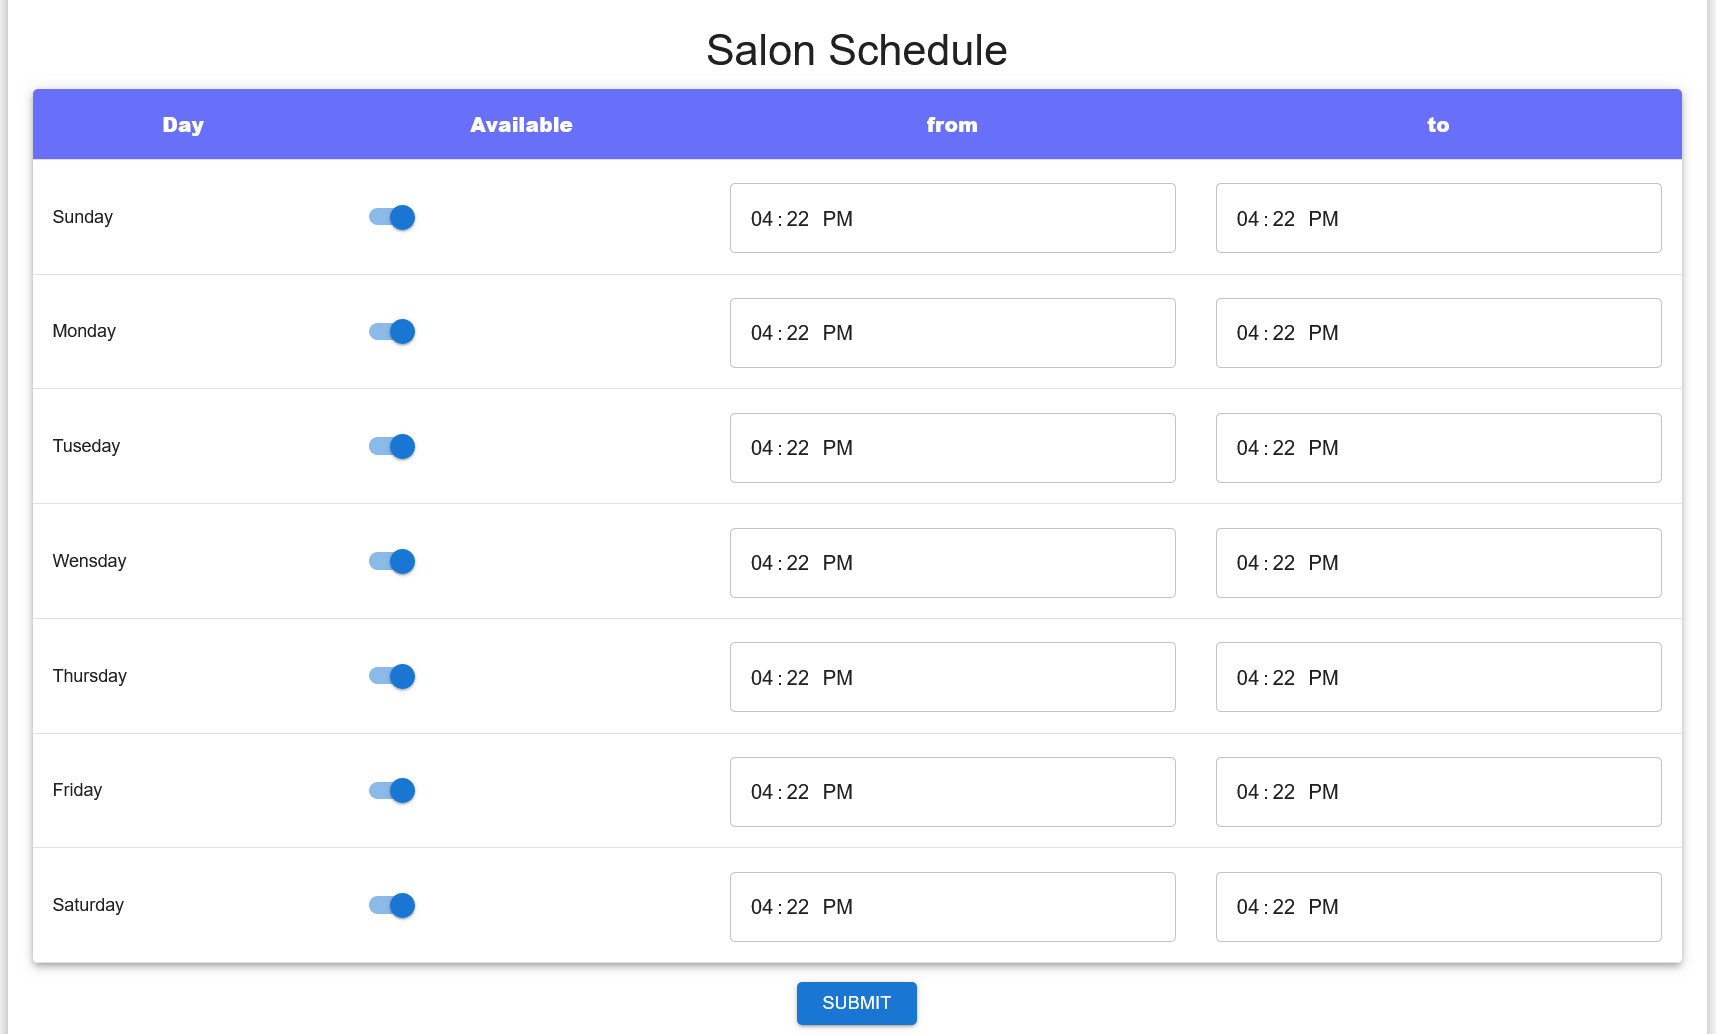 Salon Schedule
Day Available from to
Sunday 04:22 PM 04:22 PM
Monday 04:22 PM 04:22 PM
Tuseday 04:22 PM 04:22 PM
Wensday 04:22 PM 04:22 PM
Thursday 04:22 PM 04:22 PM
Friday 04:22 PM 04:22 PM
Saturday 04:22 PM 04:22 PM
SUBMIT